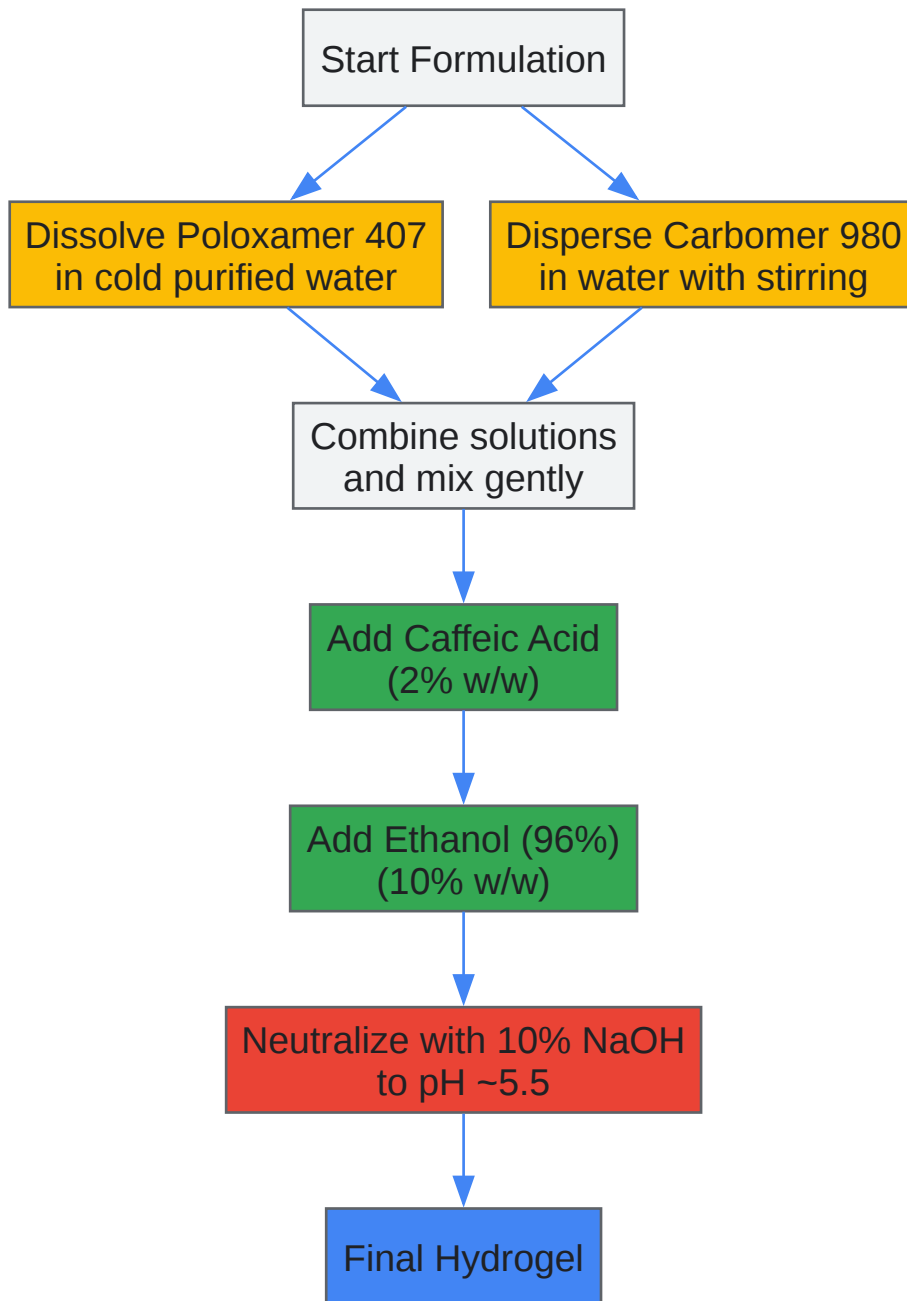 Start Formulation
Dissolve Poloxamer 407
in cold purified water
Disperse Carbomer 980
in water with stirring
Combine solutions
and mix gently
Add Caffeic Acid
(2% w/w)
Add Ethanol (96%)
(10% w/w)
Neutralize with 10% NaOH
to pH ~5.5
Final Hydrogel